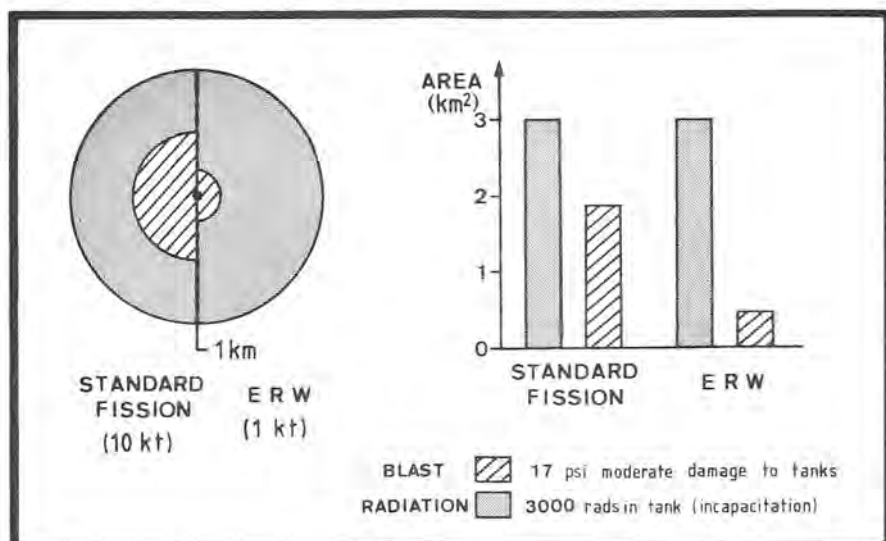 1km
STANDARD
FISSION
(10 kt)
E R W
(1 kt)
AREA
(km²)
3
2
1
0
STANDARD
FISSION
E R W
BLAST 17 psi moderate damage to tanks
RADIATION 3000 rads in tank (incapacitation)